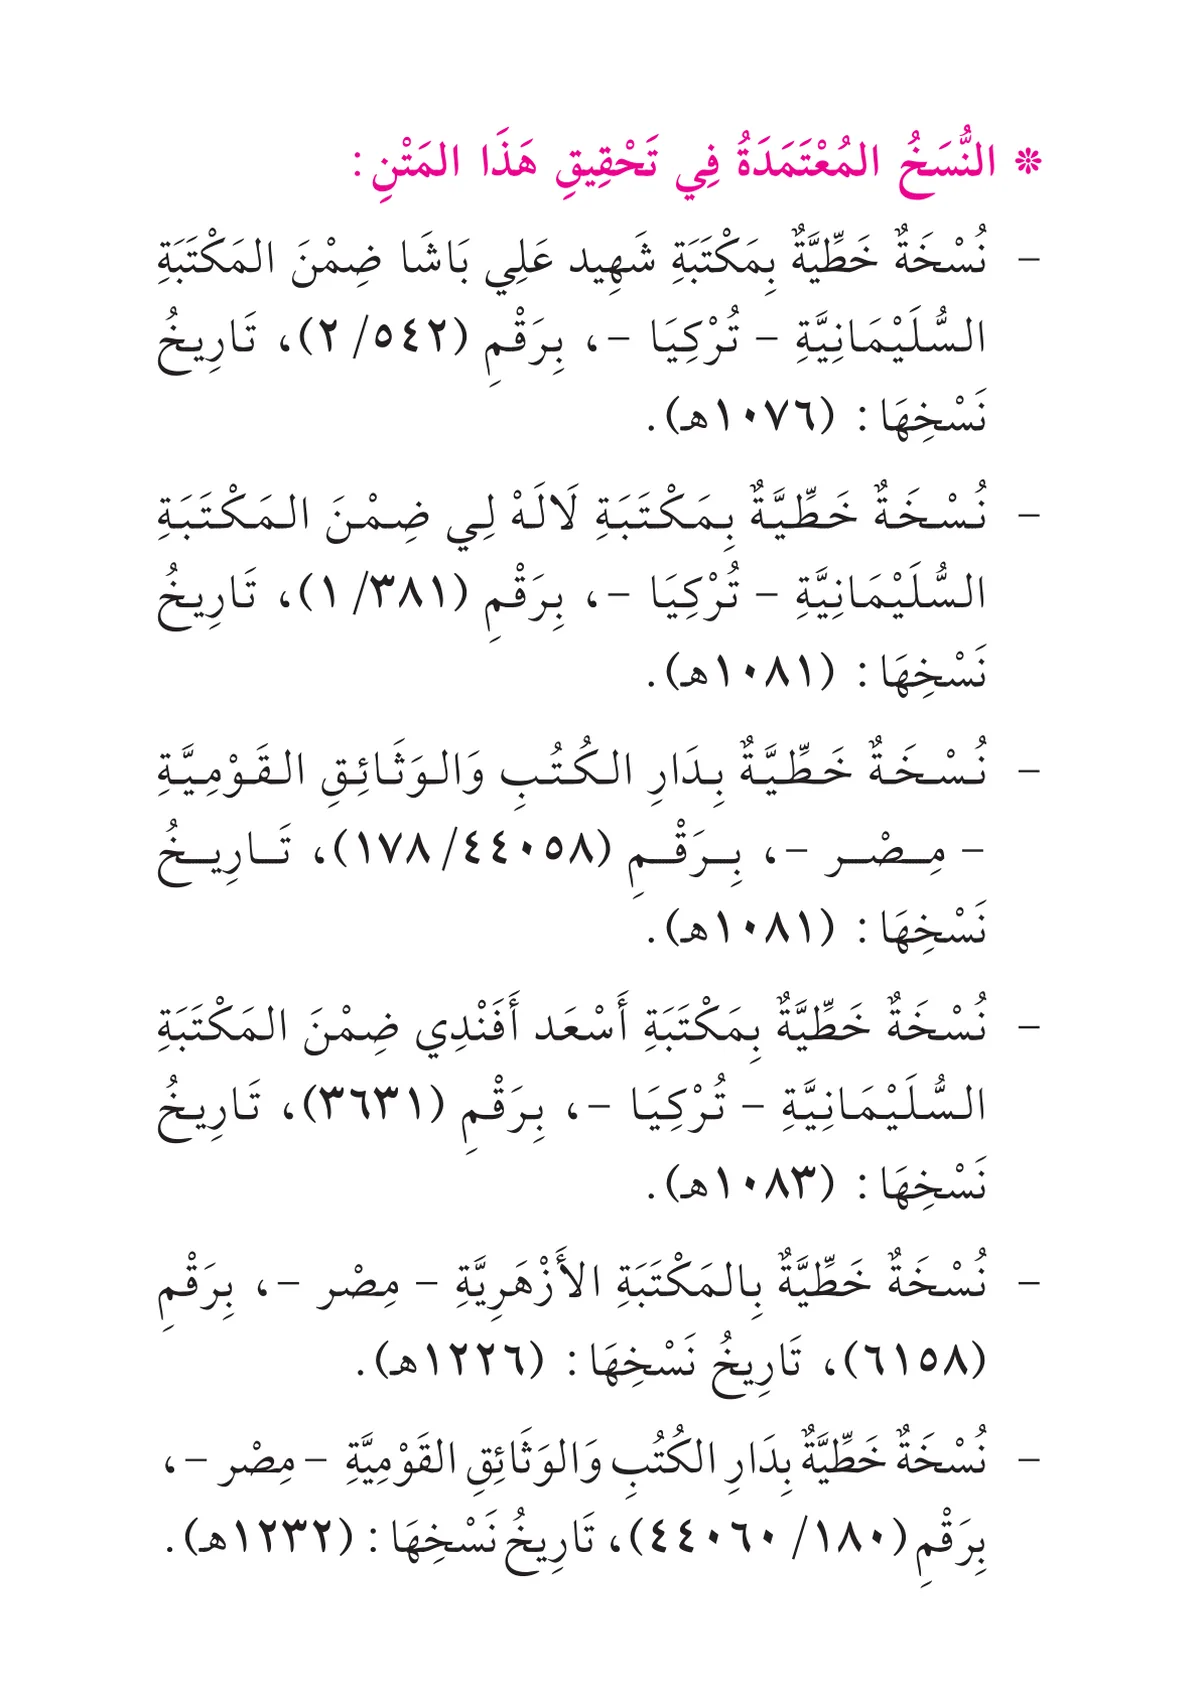 ❊ النُّسَخُ المُعْتَمَدَةُ فِي تَحْقِيقِ هَذَا المَتْنِ:
- نُسْخَةٌ خَطِّيَّةٌ بِمَكْتَبَةِ شَهِيد عَلِي بَاشَا ضِمْنَ المَكْتَبَةِ
السُّلَيْمَانِيَّةِ - تُرْكِيَا -، بِرَقْمِ (٥٤٢/ ٢)، تَارِيخُ
نَسْخِهَا: (١٠٧٦هـ).
- نُسْخَةٌ خَطِّيَّةٌ بِمَكْتَبَةِ لَالَهْ لِي ضِمْنَ المَكْتَبَةِ
السُّلَيْمَانِيَّةِ - تُرْكِيَا -، بِرَقْمِ (٣٨١/ ١)، تَارِيخُ
نَسْخِهَا: (١٠٨١هـ).
- نُسْخَةٌ خَطِّيَّةٌ بِدَارِ الكُتُبِ وَالوَثَائِقِ القَوْمِيَّةِ
- مِصْر -، بِرَقْمِ (٤٤٠٥٨/ ١٧٨)، تَارِيخُ
نَسْخِهَا: (١٠٨١هـ).
- نُسْخَةٌ خَطِّيَّةٌ بِمَكْتَبَةِ أَسْعَد أَفَنْدِي ضِمْنَ المَكْتَبَةِ
السُّلَيْمَانِيَّةِ - تُرْكِيَا -، بِرَقْمِ (٣٦٣١)، تَارِيخُ
نَسْخِهَا: (١٠٨٣هـ).
- نُسْخَةٌ خَطِّيَّةٌ بِالمَكْتَبَةِ الأَزْهَرِيَّةِ - مِصْر -، بِرَقْمِ
(٦١٥٨)، تَارِيخُ نَسْخِهَا: (١٢٢٦هـ).
- نُسْخَةٌ خَطِّيَّةٌ بِدَارِ الكُتُبِ وَالوَثَائِقِ القَوْمِيَّةِ - مِصْر -،
بِرَقْمِ (١٨٠/ ٤٤٠٦٠)، تَارِيخُ نَسْخِهَا: (١٢٣٢هـ).